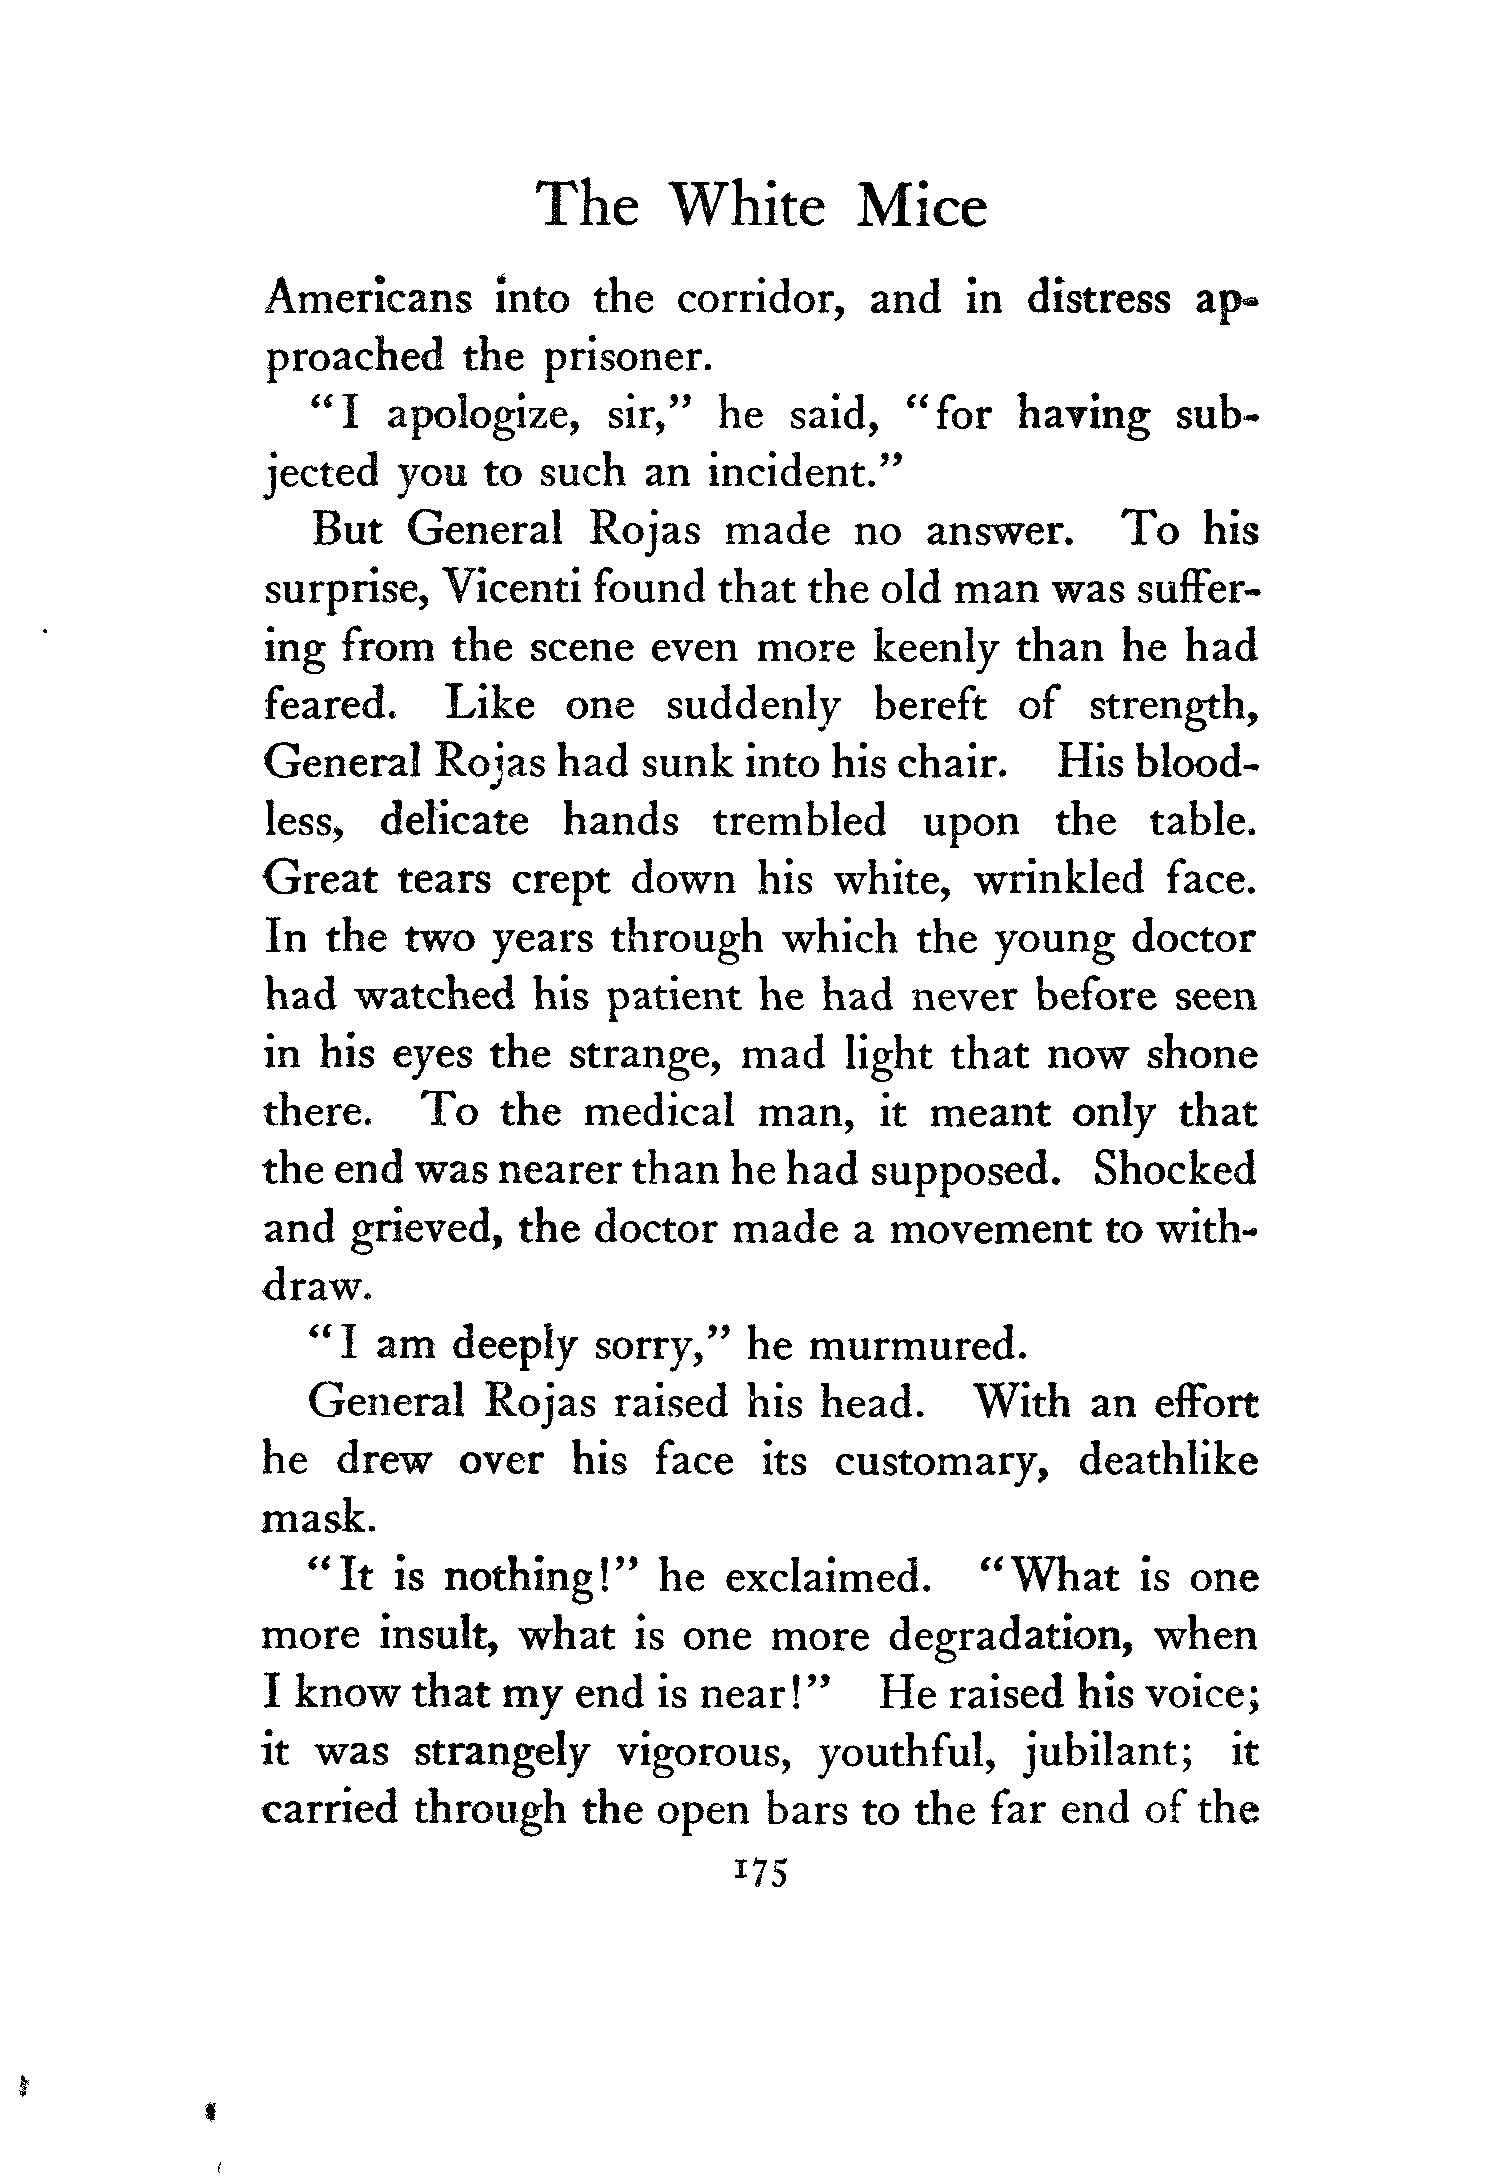 The White Mice
Americans into the corridor, and in distress ap-
proached the prisoner.
"I apologize, sir," he said, "for having sub-
jected you to such an incident."
But General Rojas made no answer. To his
surprise, Vicenti found that the old man was suffer-
ing from the scene even more keenly than he had
feared. Like one suddenly bereft of strength,
General Rojas had sunk into his chair. His blood-
less, delicate hands trembled upon the table.
Great tears crept down his white, wrinkled face.
In the two years through which the young doctor
had watched his patient he had never before seen
in his eyes the strange, mad light that now shone
there. To the medical man, it meant only that
the end was nearer than he had supposed. Shocked
and grieved, the doctor made a movement to with-
draw.
"I am deeply sorry," he murmured.
General Rojas raised his head. With an effort
he drew over his face its customary, deathlike
mask.
"It is nothing!" he exclaimed. "What is one
more insult, what is one more degradation, when
I know that my end is near!" He raised his voice;
it was strangely vigorous, youthful, jubilant; it
carried through the open bars to the far end of the
175